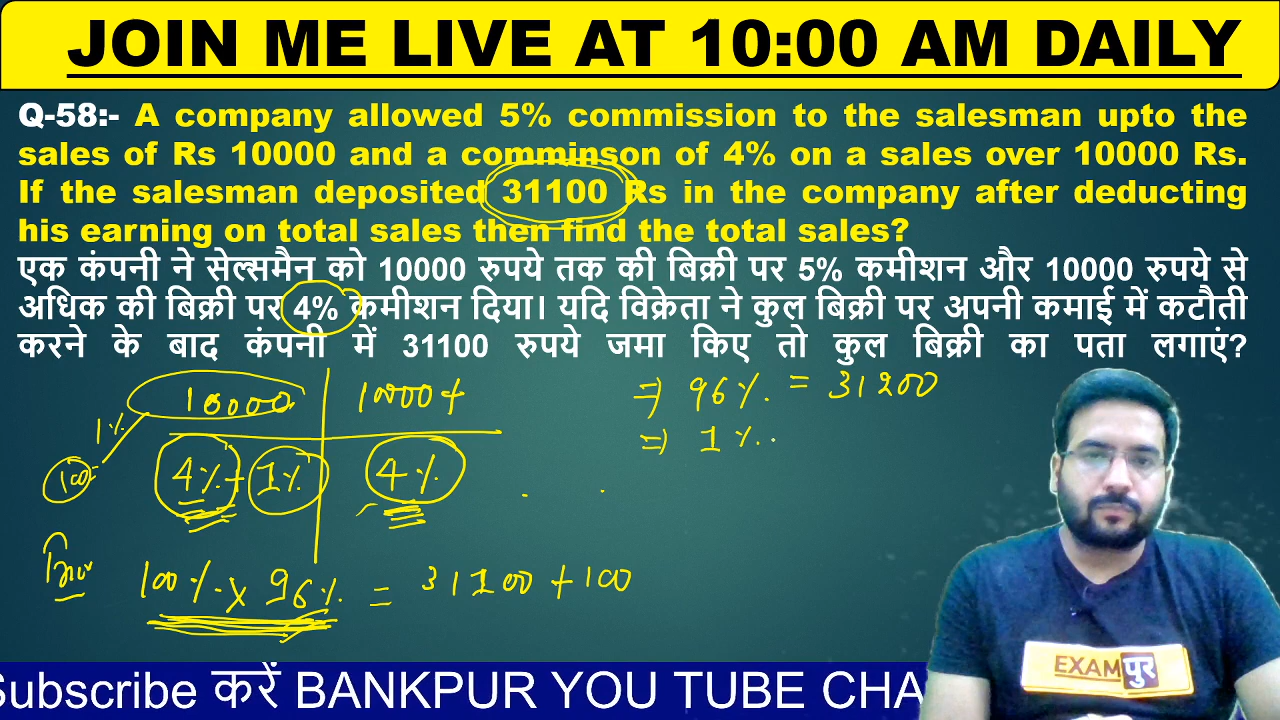 JOIN ME LIVE AT 10:00 AM DAILY
Q-58:- A company allowed 5% commission to the salesman upto the
sales of Rs 10000 and a comminson of 4% on a sales over 10000 Rs.
If the salesman deposited 31100 Rs in the company after deducting
his earning on total sales then find the total sales?
एक कंपनी ने सेल्समैन को 10000 रुपये तक की बिक्री पर 5% कमीशन और 10000 रुपये से
अधिक की बिक्री पर 4% कमीशन दिया। यदि विक्रेता ने कुल बिक्री पर अपनी कमाई में कटौती
करने के बाद कंपनी में 31100 रुपये जमा किए तो कुल बिक्री का पता लगाएं?
10000 10000+
⇒ 96% = 31200
1%
⇒ 1%
100 4% + 1% 4%
100% × 96% = 31100 + 100
EXAM पुर
Subscribe करें BANKPUR YOU TUBE CHA